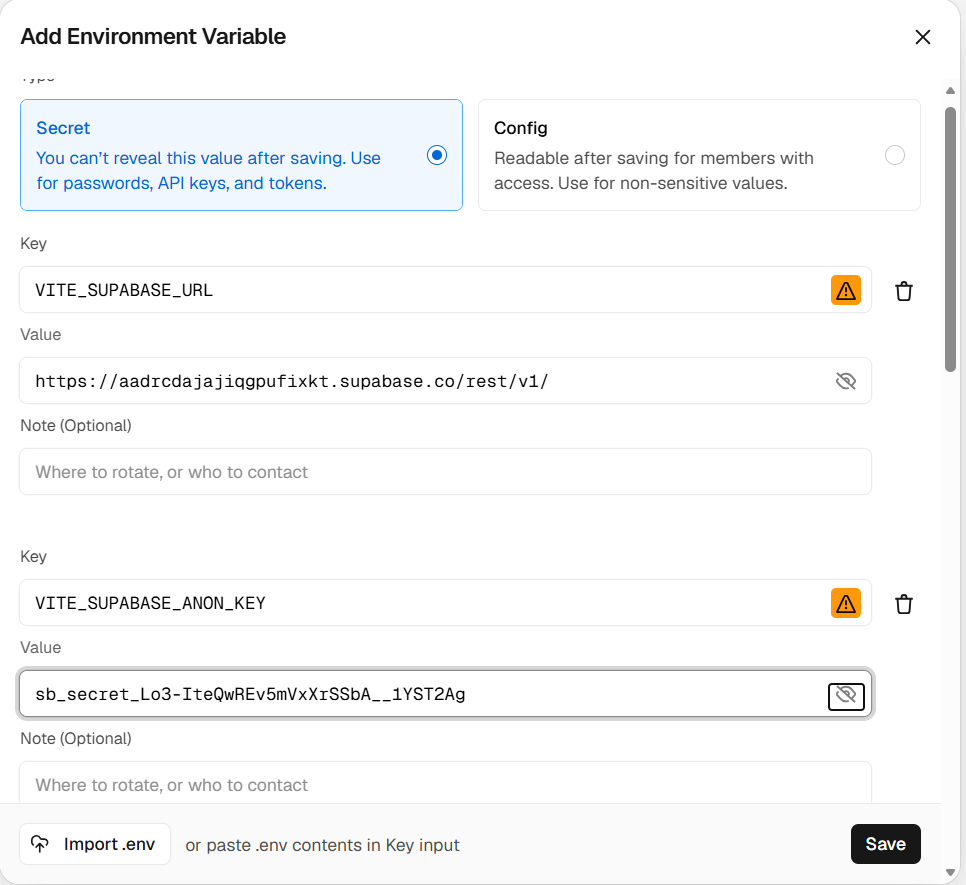 Add Environment Variable
Type
Secret
You can't reveal this value after saving. Use
for passwords, API keys, and tokens.
Config
Readable after saving for members with
access. Use for non-sensitive values.
Key
VITE_SUPABASE_URL
Value
https://aadrcdajajiqgpufixkt.supabase.co/rest/v1/
Note (Optional)
Where to rotate, or who to contact
Key
VITE_SUPABASE_ANON_KEY
Value
sb_secret_Lo3-IteQwREv5mVxXrSSbA__1YST2Ag
Note (Optional)
Where to rotate, or who to contact
Import .env
or paste .env contents in Key input
Save